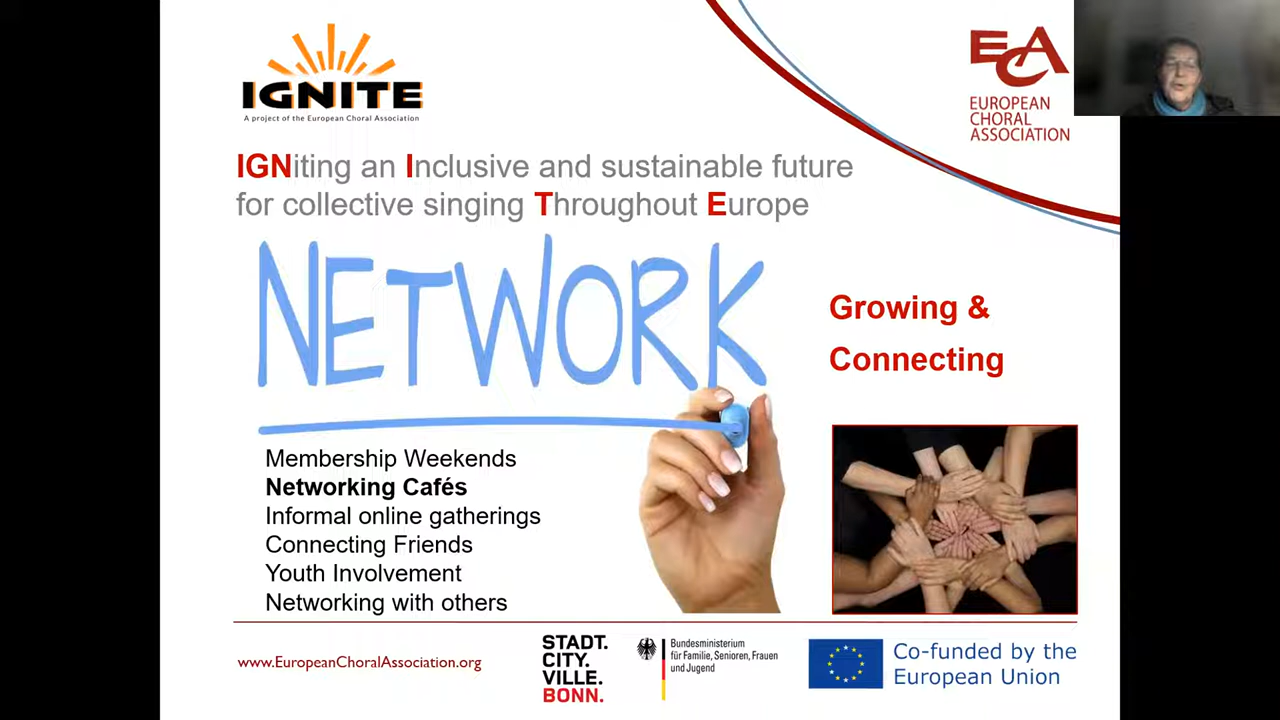 IGNITE
A project of the European Choral Association
ECA
EUROPEAN
CHORAL
ASSOCIATION
IGNiting an Inclusive and sustainable future
for collective singing Throughout Europe
NETWORK
Growing &
Connecting
Membership Weekends
Networking Cafés
Informal online gatherings
Connecting Friends
Youth Involvement
Networking with others
www.EuropeanChoralAssociation.org
STADT.
CITY.
VILLE.
BONN.
Bundesministerium
für Familie, Senioren, Frauen
und Jugend
Co-funded by the
European Union